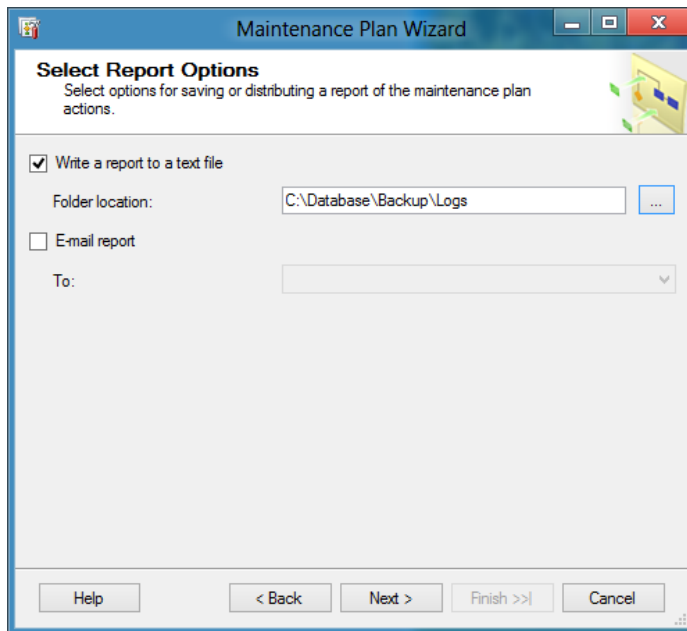 Maintenance Plan Wizard
Select Report Options
Select options for saving or distributing a report of the maintenance plan
actions.
Write a report to a text file
Folder location:
C:\Database\Backup\Logs
...
E-mail report
To:
Help
< Back
Next >
Finish >>|
Cancel